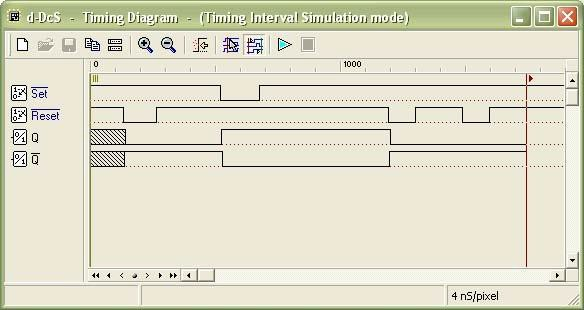 d-DcS - Timing Diagram - (Timing Interval Simulation mode)
0 1000
Set
Reset
Q
Q
4 nS/pixel